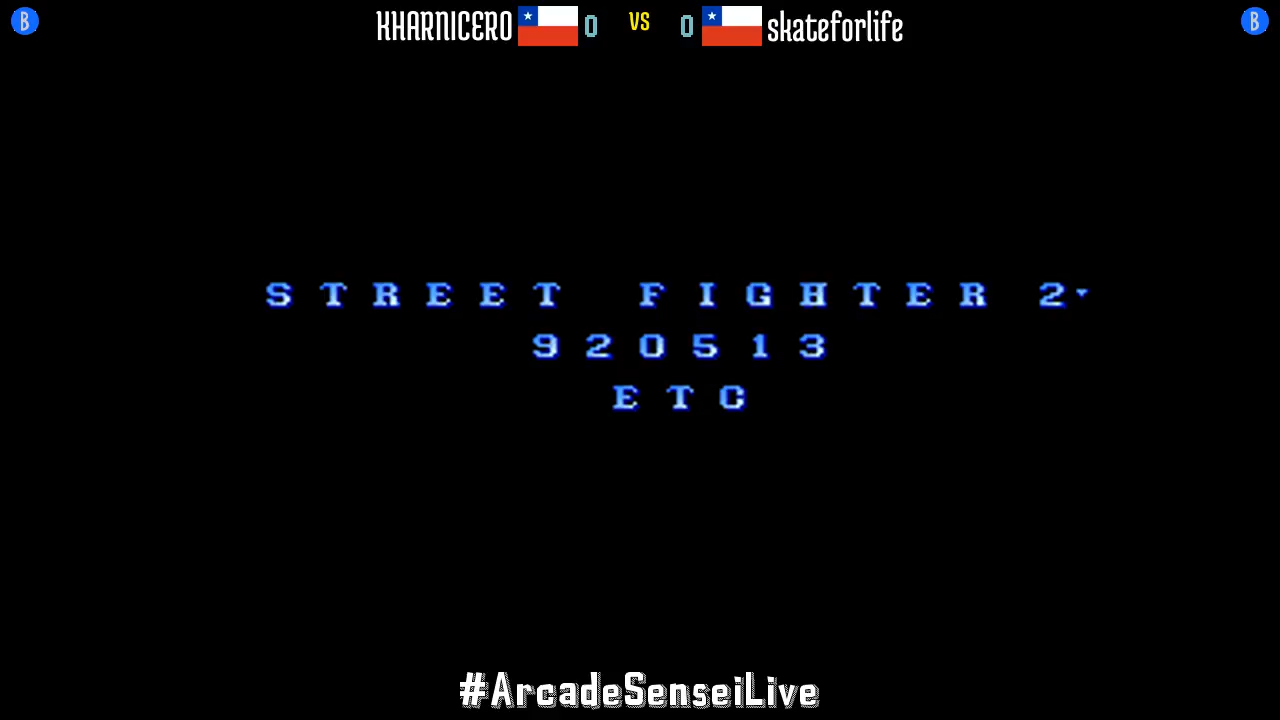 B KHARNICERO 0 VS 0 skateforlife B
STREET FIGHTER 2'
920513
ETC
#ArcadeSenseiLive